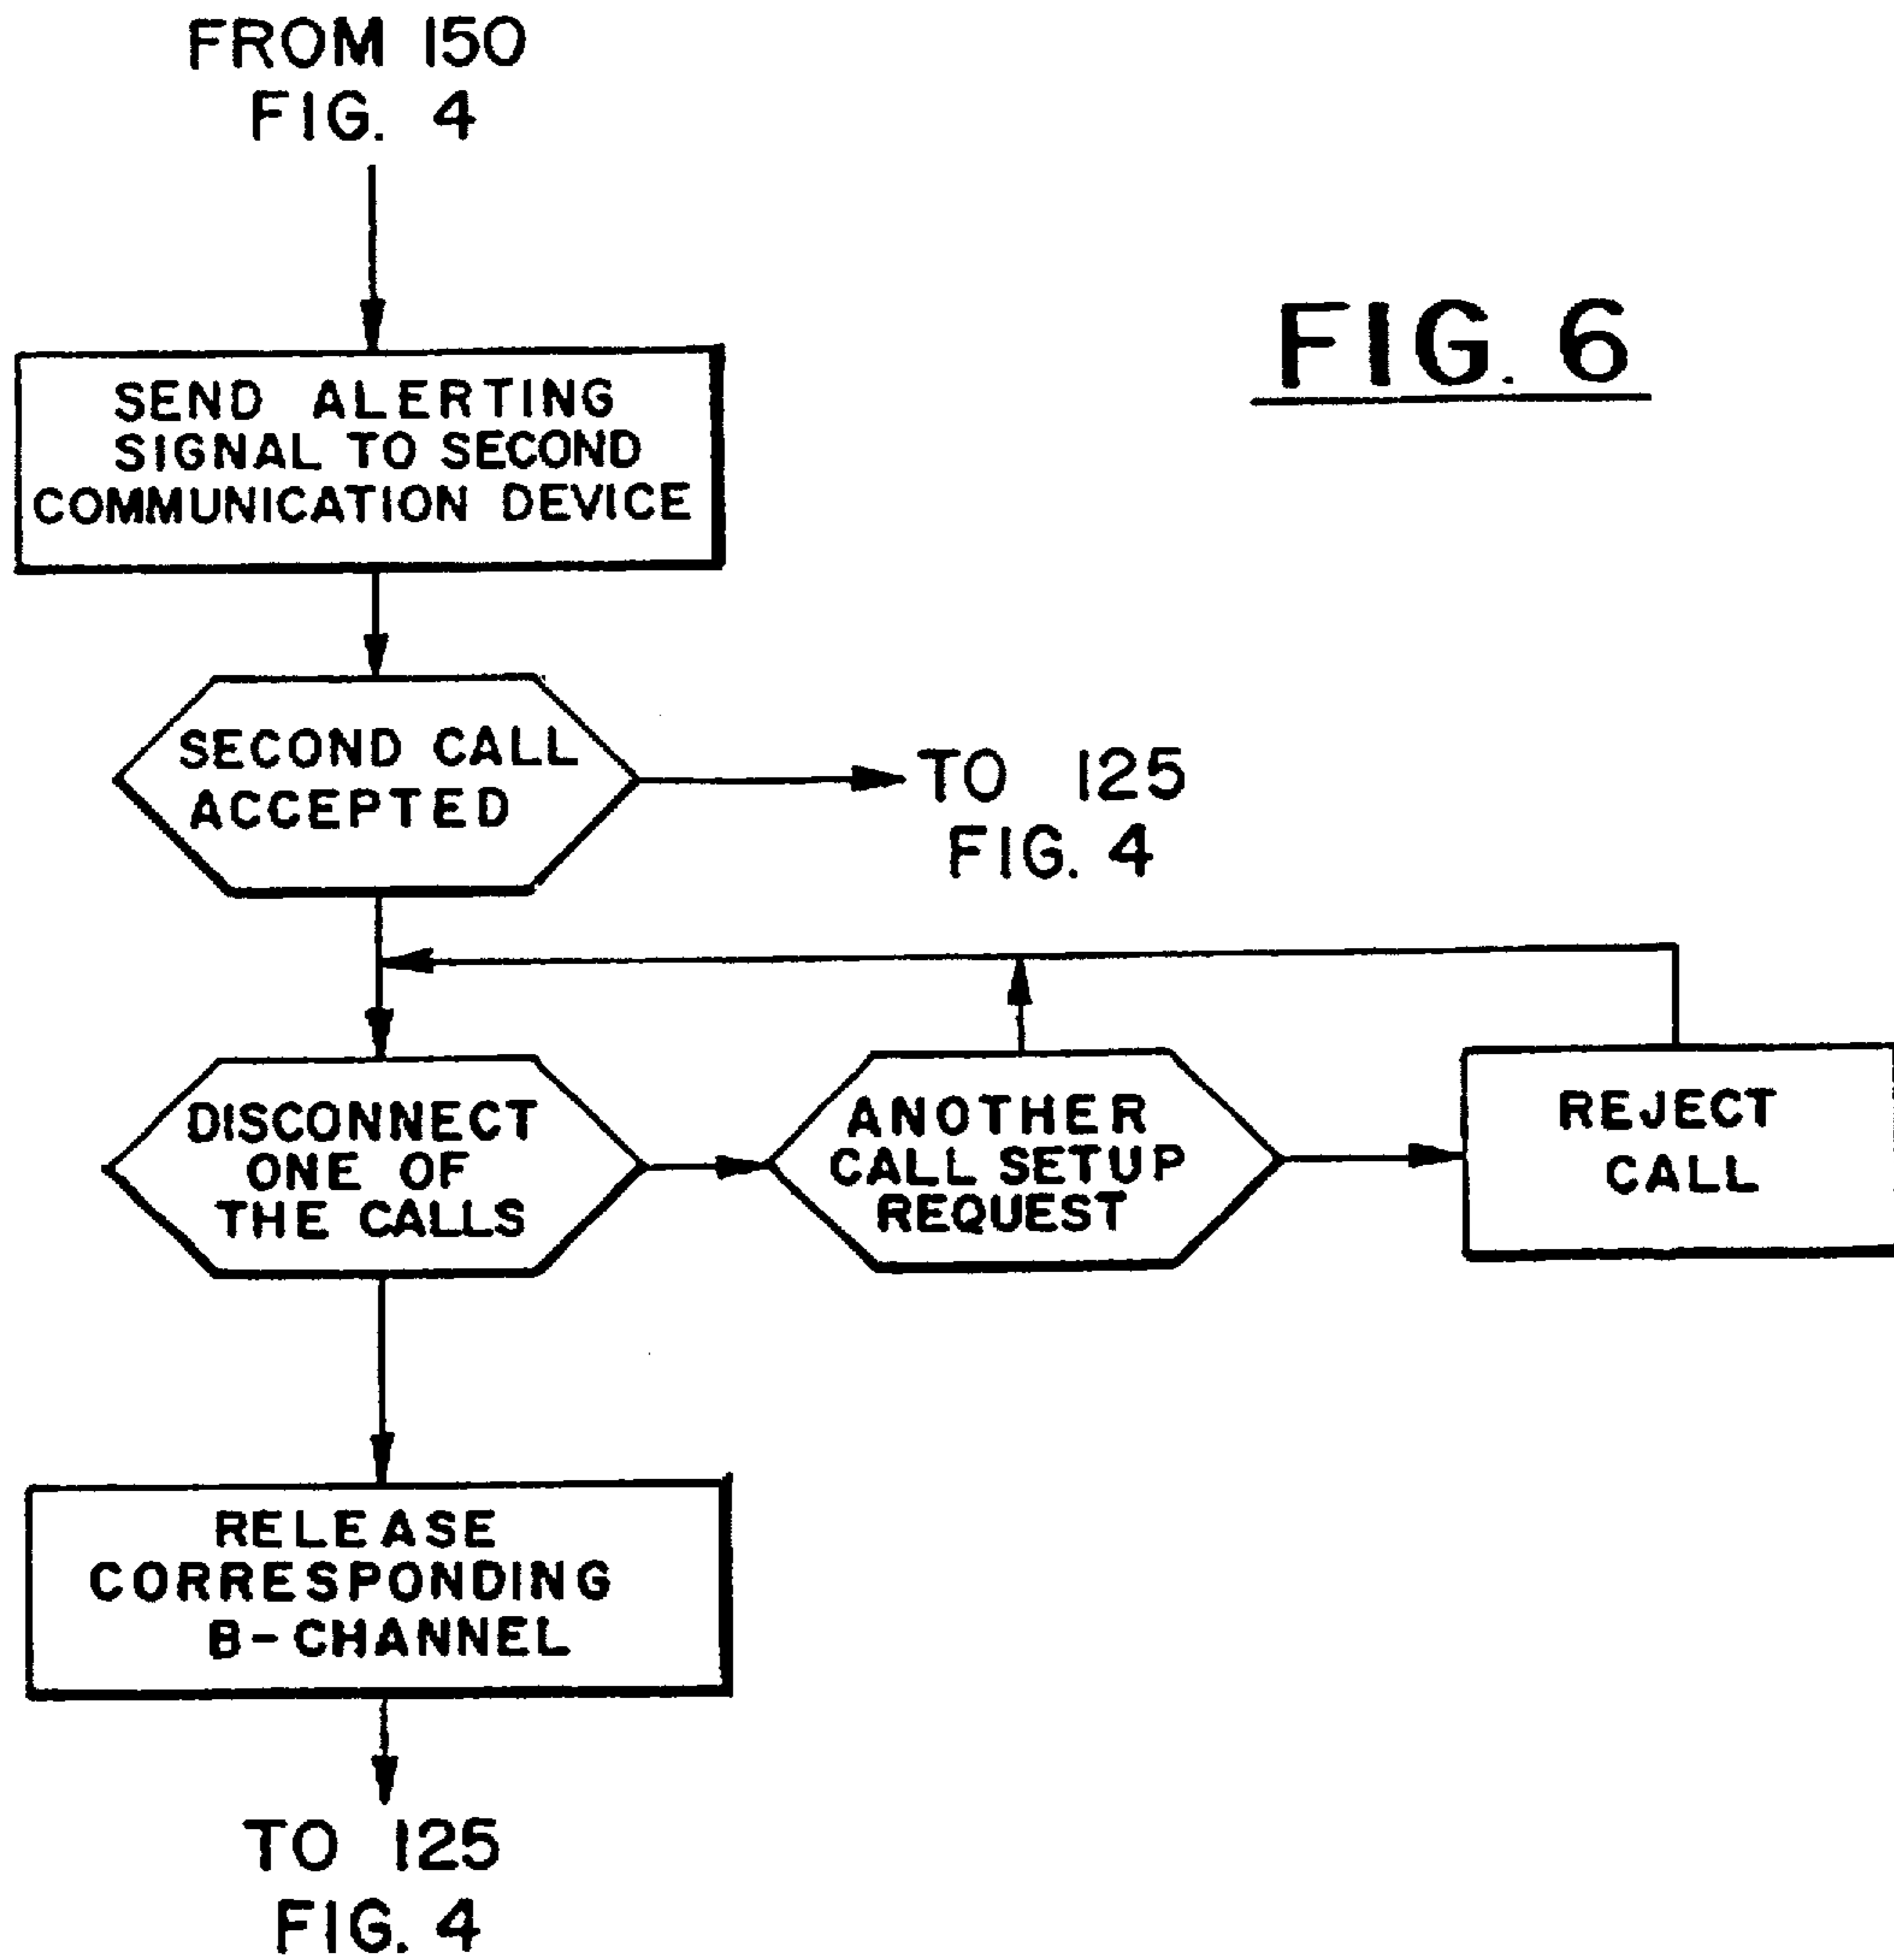 FROM 150
FIG. 4
FIG. 6
SEND ALERTING
SIGNAL TO SECOND
COMMUNICATION DEVICE
SECOND CALL
ACCEPTED
TO 125
FIG. 4
DISCONNECT
ONE OF
THE CALLS
ANOTHER
CALL SETUP
REQUEST
REJECT
CALL
RELEASE
CORRESPONDING
B-CHANNEL
TO 125
FIG. 4